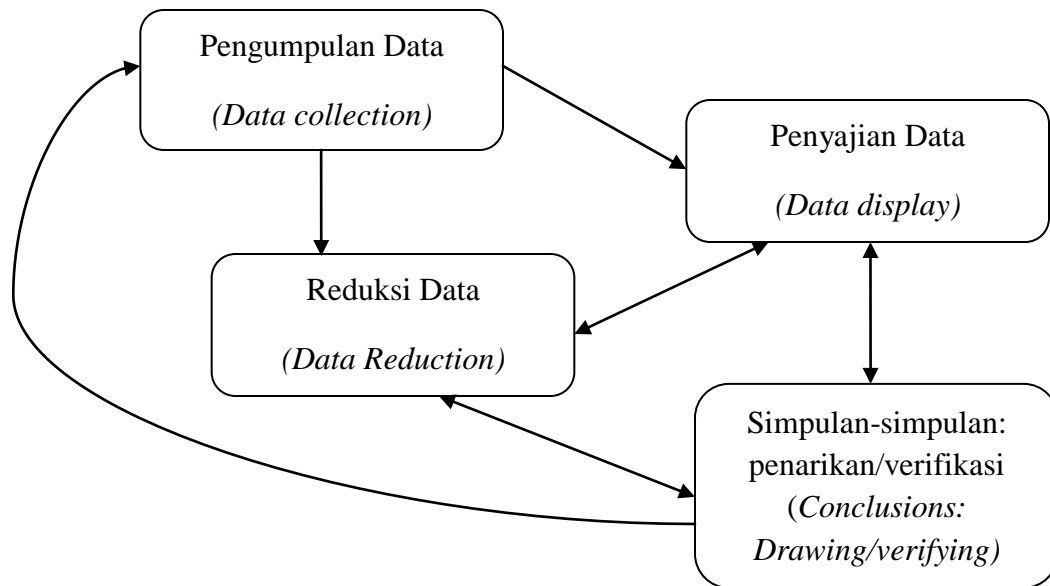 Pengumpulan Data
(Data collection)
Penyajian Data
(Data display)
Reduksi Data
(Data Reduction)
Simpulan-simpulan:
penarikan/verifikasi
(Conclusions:
Drawing/verifying)